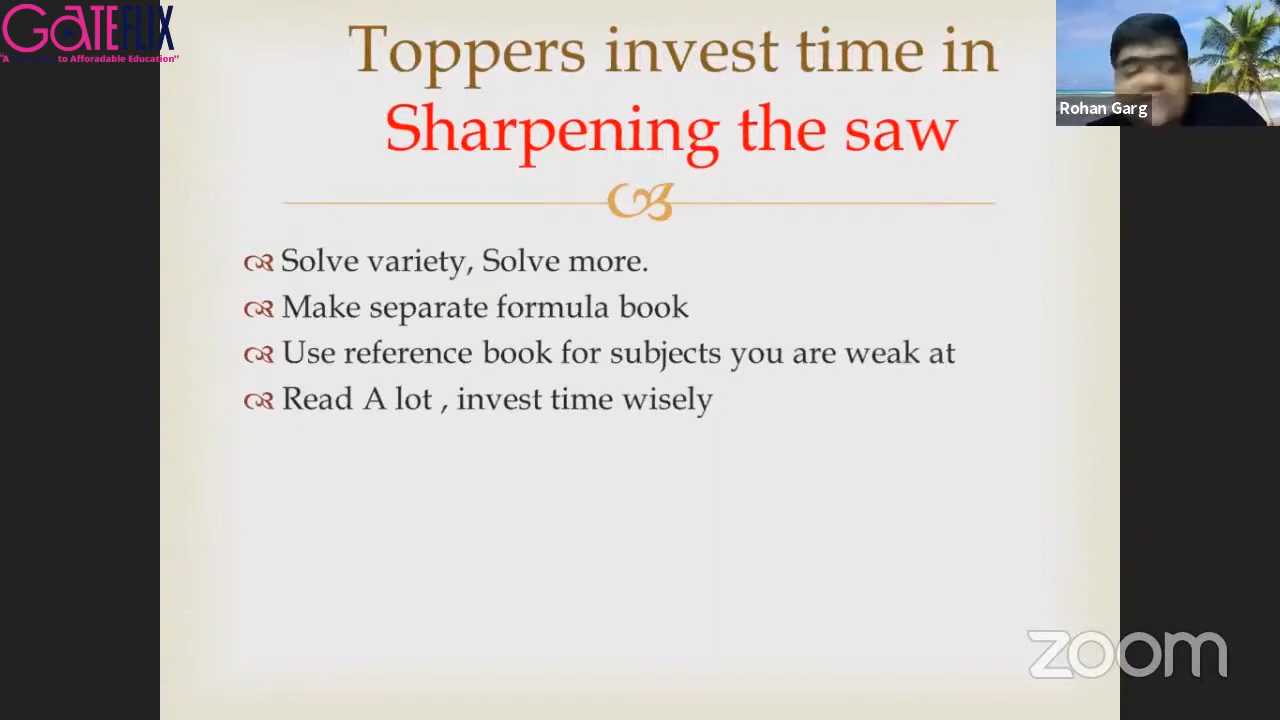 GATEFLIX
"A to Afforadable Education"
Toppers invest time in
Sharpening the saw
Rohan Garg
Solve variety, Solve more.
Make separate formula book
Use reference book for subjects you are weak at
Read A lot , invest time wisely
zoom